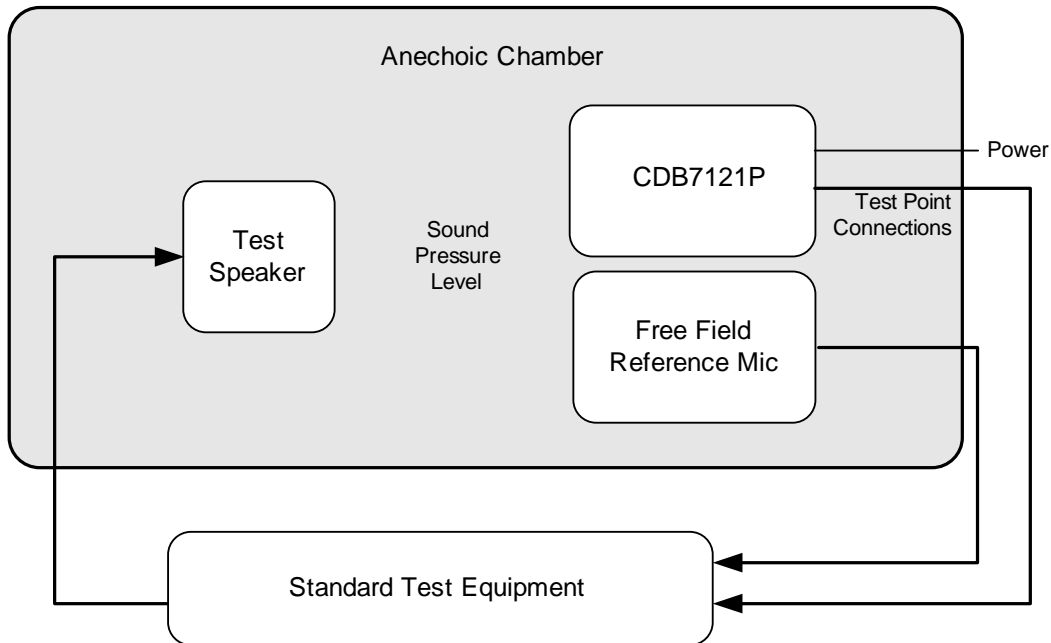 Anechoic Chamber
CDB7121P
Power
Test Point
Connections
Test
Speaker
Sound
Pressure
Level
Free Field
Reference Mic
Standard Test Equipment